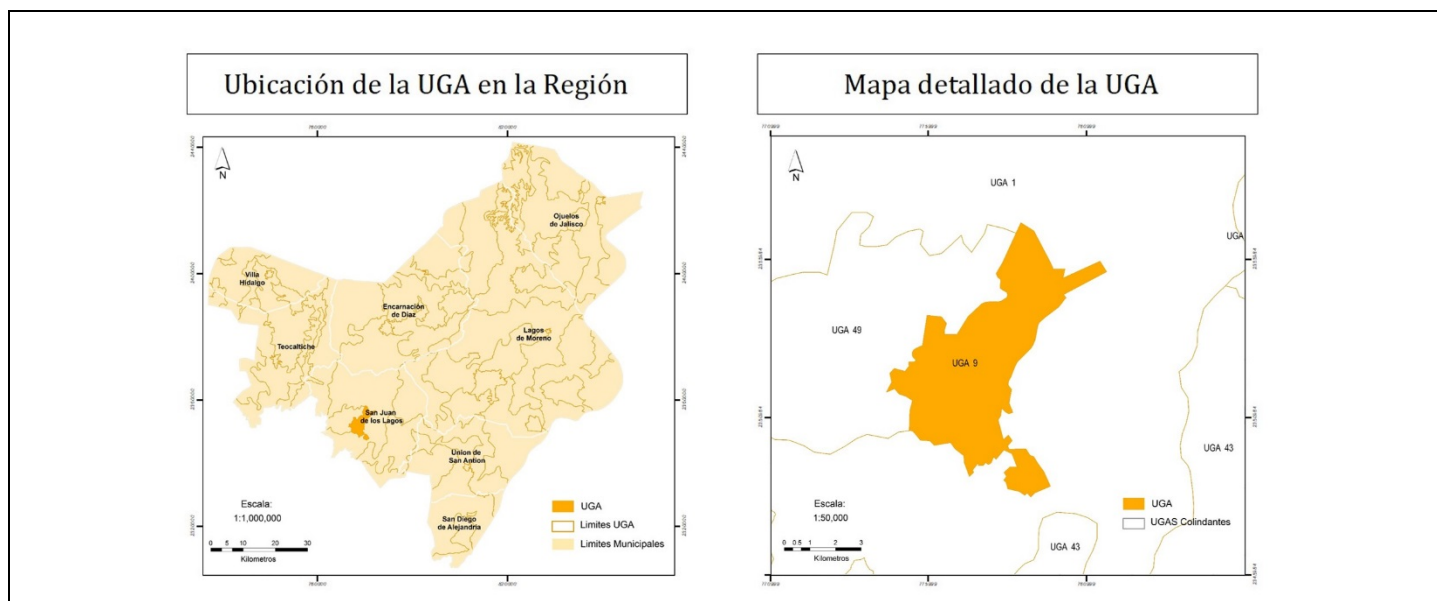 Ubicación de la UGA en la Región
N
Ojuelos
de Jalisco
Villa
Hidalgo
Encarnación
de Diaz
Lagos
de Moreno
Teocaltiche
San Juan
de los Lagos
Union de
San Antion
San Diego
de Alejandria
Escala:
1:1,000,000
0 5 10 20 30
Kilometros
UGA
Limites UGA
Limites Municipales
Mapa detallado de la UGA
N
UGA 1
UGA
UGA 49
UGA 9
UGA 43
UGA 43
Escala:
1:50,000
0 0.5 1 2 3
Kilometros
UGA
UGAS Colindantes